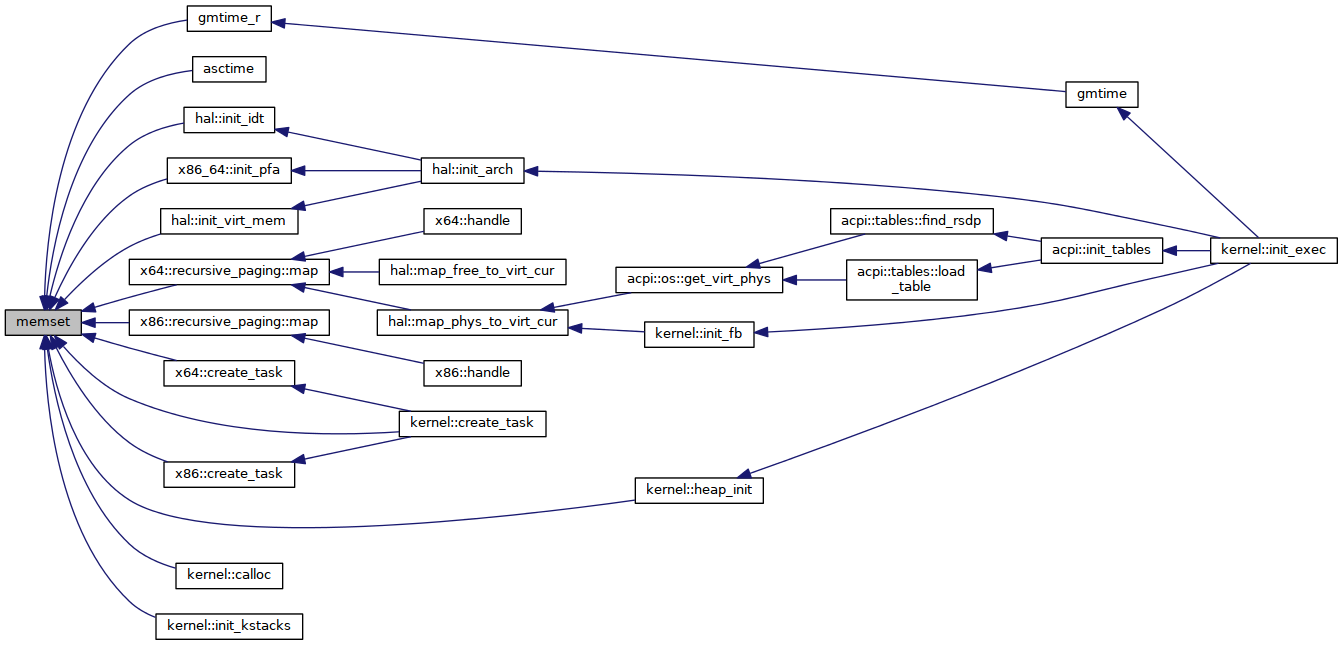 gmtime_r
asctime
gmtime
hal::init_idt
x86_64::init_pfa
hal::init_arch
hal::init_virt_mem
x64::handle
acpi::tables::find_rsdp
acpi::init_tables
kernel::init_exec
x64::recursive_paging::map
hal::map_free_to_virt_cur
acpi::os::get_virt_phys
acpi::tables::load
_table
memset
x86::recursive_paging::map
hal::map_phys_to_virt_cur
kernel::init_fb
x64::create_task
x86::handle
kernel::create_task
x86::create_task
kernel::heap_init
kernel::calloc
kernel::init_kstacks